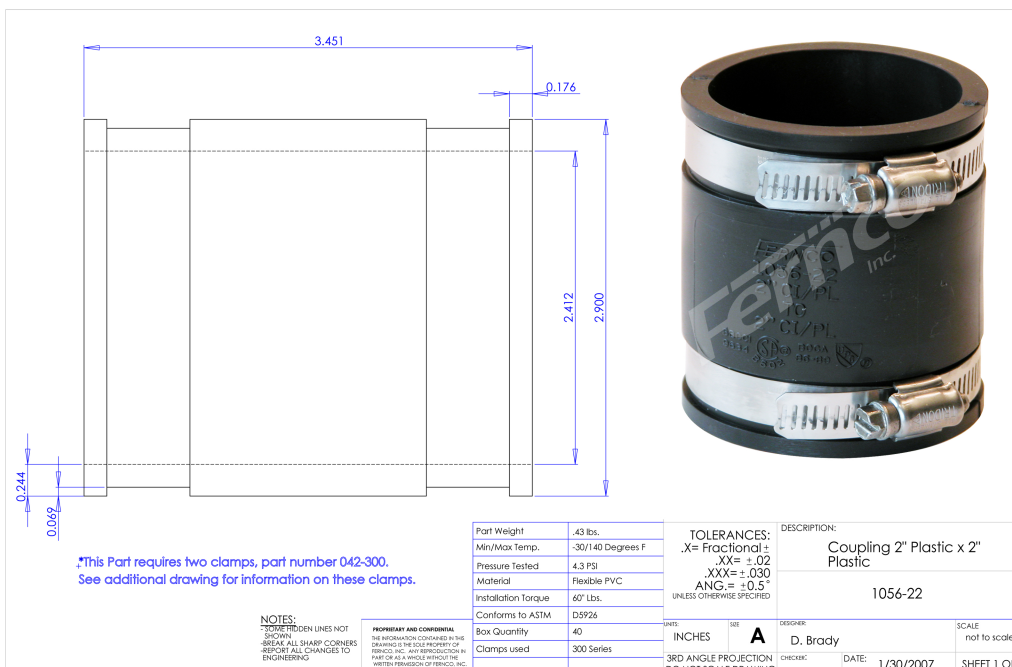 3.451
0.176
2.412
2.900
0.244
0.069
Fernco
Inc.
*This Part requires two clamps, part number 042-300.
See additional drawing for information on these clamps.
NOTES:
- SOME HIDDEN LINES NOT
SHOWN
-BREAK ALL SHARP CORNERS
-REPORT ALL CHANGES TO
ENGINEERING
PROPRIETARY AND CONFIDENTIAL
THE INFORMATION CONTAINED IN THIS
DRAWING IS THE SOLE PROPERTY OF
FERNCO, INC. ANY REPRODUCTION IN
PART OR AS A WHOLE WITHOUT THE
WRITTEN PERMISSION OF FERNCO, INC.
Part Weight .43 lbs.
Min/Max Temp. -30/140 Degrees F
Pressure Tested 4.3 PSI
Material Flexible PVC
Installation Torque 60" Lbs.
Conforms to ASTM D5926
Box Quantity 40
Clamps used 300 Series
TOLERANCES:
.X= Fractional ±
.XX= ±.02
.XXX= ±.030
ANG.= ±0.5°
UNLESS OTHERWISE SPECIFIED
UNITS:
INCHES
SIZE
A
3RD ANGLE PROJECTION
DESCRIPTION:
Coupling 2" Plastic x 2"
Plastic
1056-22
DESIGNER:
D. Brady
SCALE
not to scale
CHECKER:
DATE: 1/30/2007
SHEET 1 O